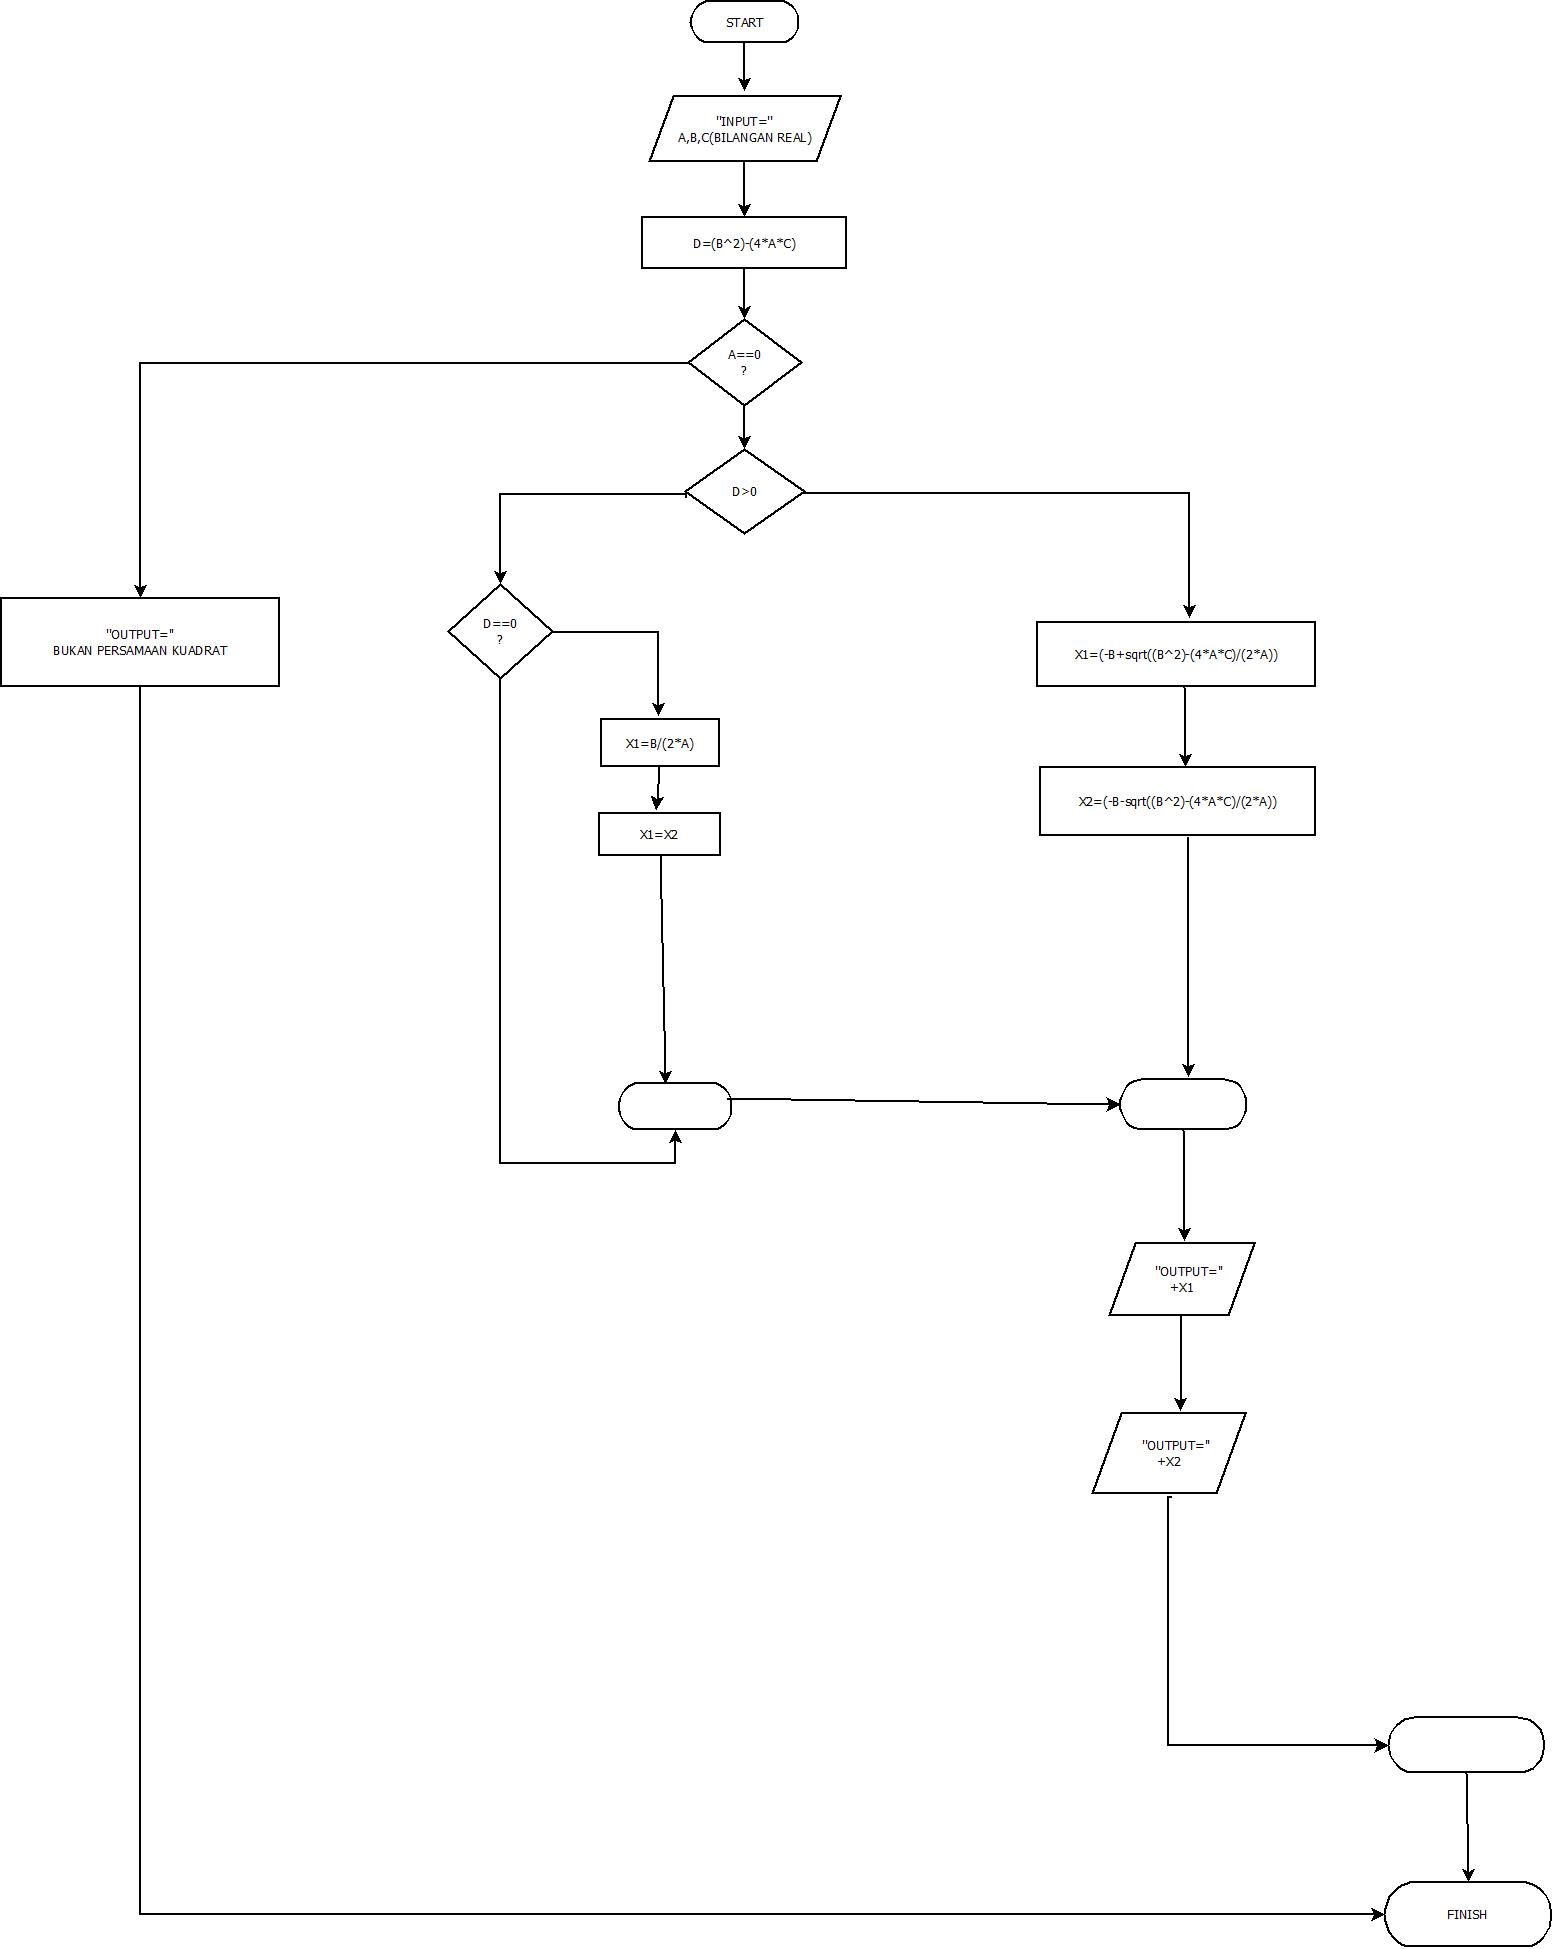 START
"INPUT="
A,B,C(BILANGAN REAL)
D=(B^2)-(4*A*C)
A==0
?
D>0
D==0
?
"OUTPUT="
BUKAN PERSAMAAN KUADRAT
X1=(-B+sqrt((B^2)-(4*A*C)/(2*A))
X1=B/(2*A)
X2=(-B-sqrt((B^2)-(4*A*C)/(2*A))
X1=X2
"OUTPUT="
+X1
"OUTPUT="
+X2
FINISH